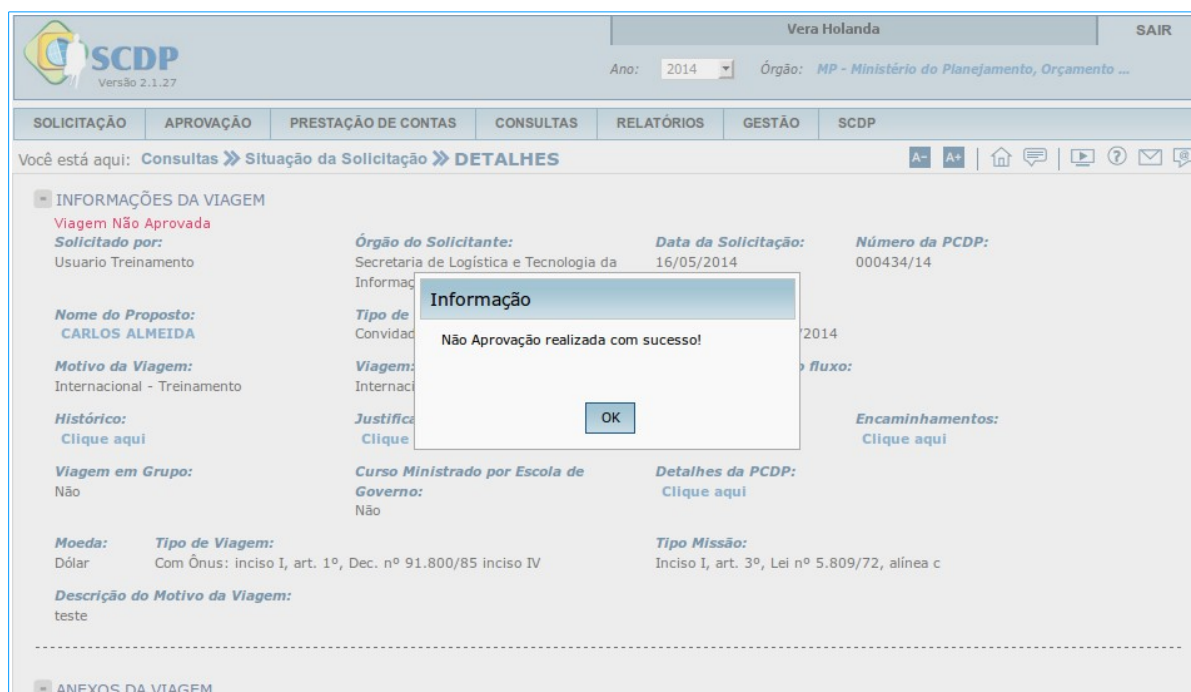 Vera Holanda
SAIR
SCDP
Versão 2.1.27
Ano: 2014 Órgão: MP - Ministério do Planejamento, Orçamento ...
SOLICITAÇÃO APROVAÇÃO PRESTAÇÃO DE CONTAS CONSULTAS RELATÓRIOS GESTÃO SCDP
Você está aqui: Consultas Situação da Solicitação DETALHES
A- A+
INFORMAÇÕES DA VIAGEM
Viagem Não Aprovada
Solicitado por: Órgão do Solicitante: Data da Solicitação: Número da PCDP:
Usuario Treinamento Secretaria de Logística e Tecnologia da 16/05/2014 000434/14
Informaç
Informação
Nome do Proposto: Tipo de
CARLOS ALMEIDA Convidad 2014
Não Aprovação realizada com sucesso!
Motivo da Viagem: Viagem: fluxo:
Internacional - Treinamento Internaci
OK
Histórico: Justifica Encaminhamentos:
Clique aqui Clique Clique aqui
Viagem em Grupo: Curso Ministrado por Escola de Detalhes da PCDP:
Não Governo: Clique aqui
Não
Moeda: Tipo de Viagem: Tipo Missão:
Dólar Com Ônus: inciso I, art. 1º, Dec. nº 91.800/85 inciso IV Inciso I, art. 3º, Lei nº 5.809/72, alínea c
Descrição do Motivo da Viagem:
teste
ANEXOS DA VIAGEM